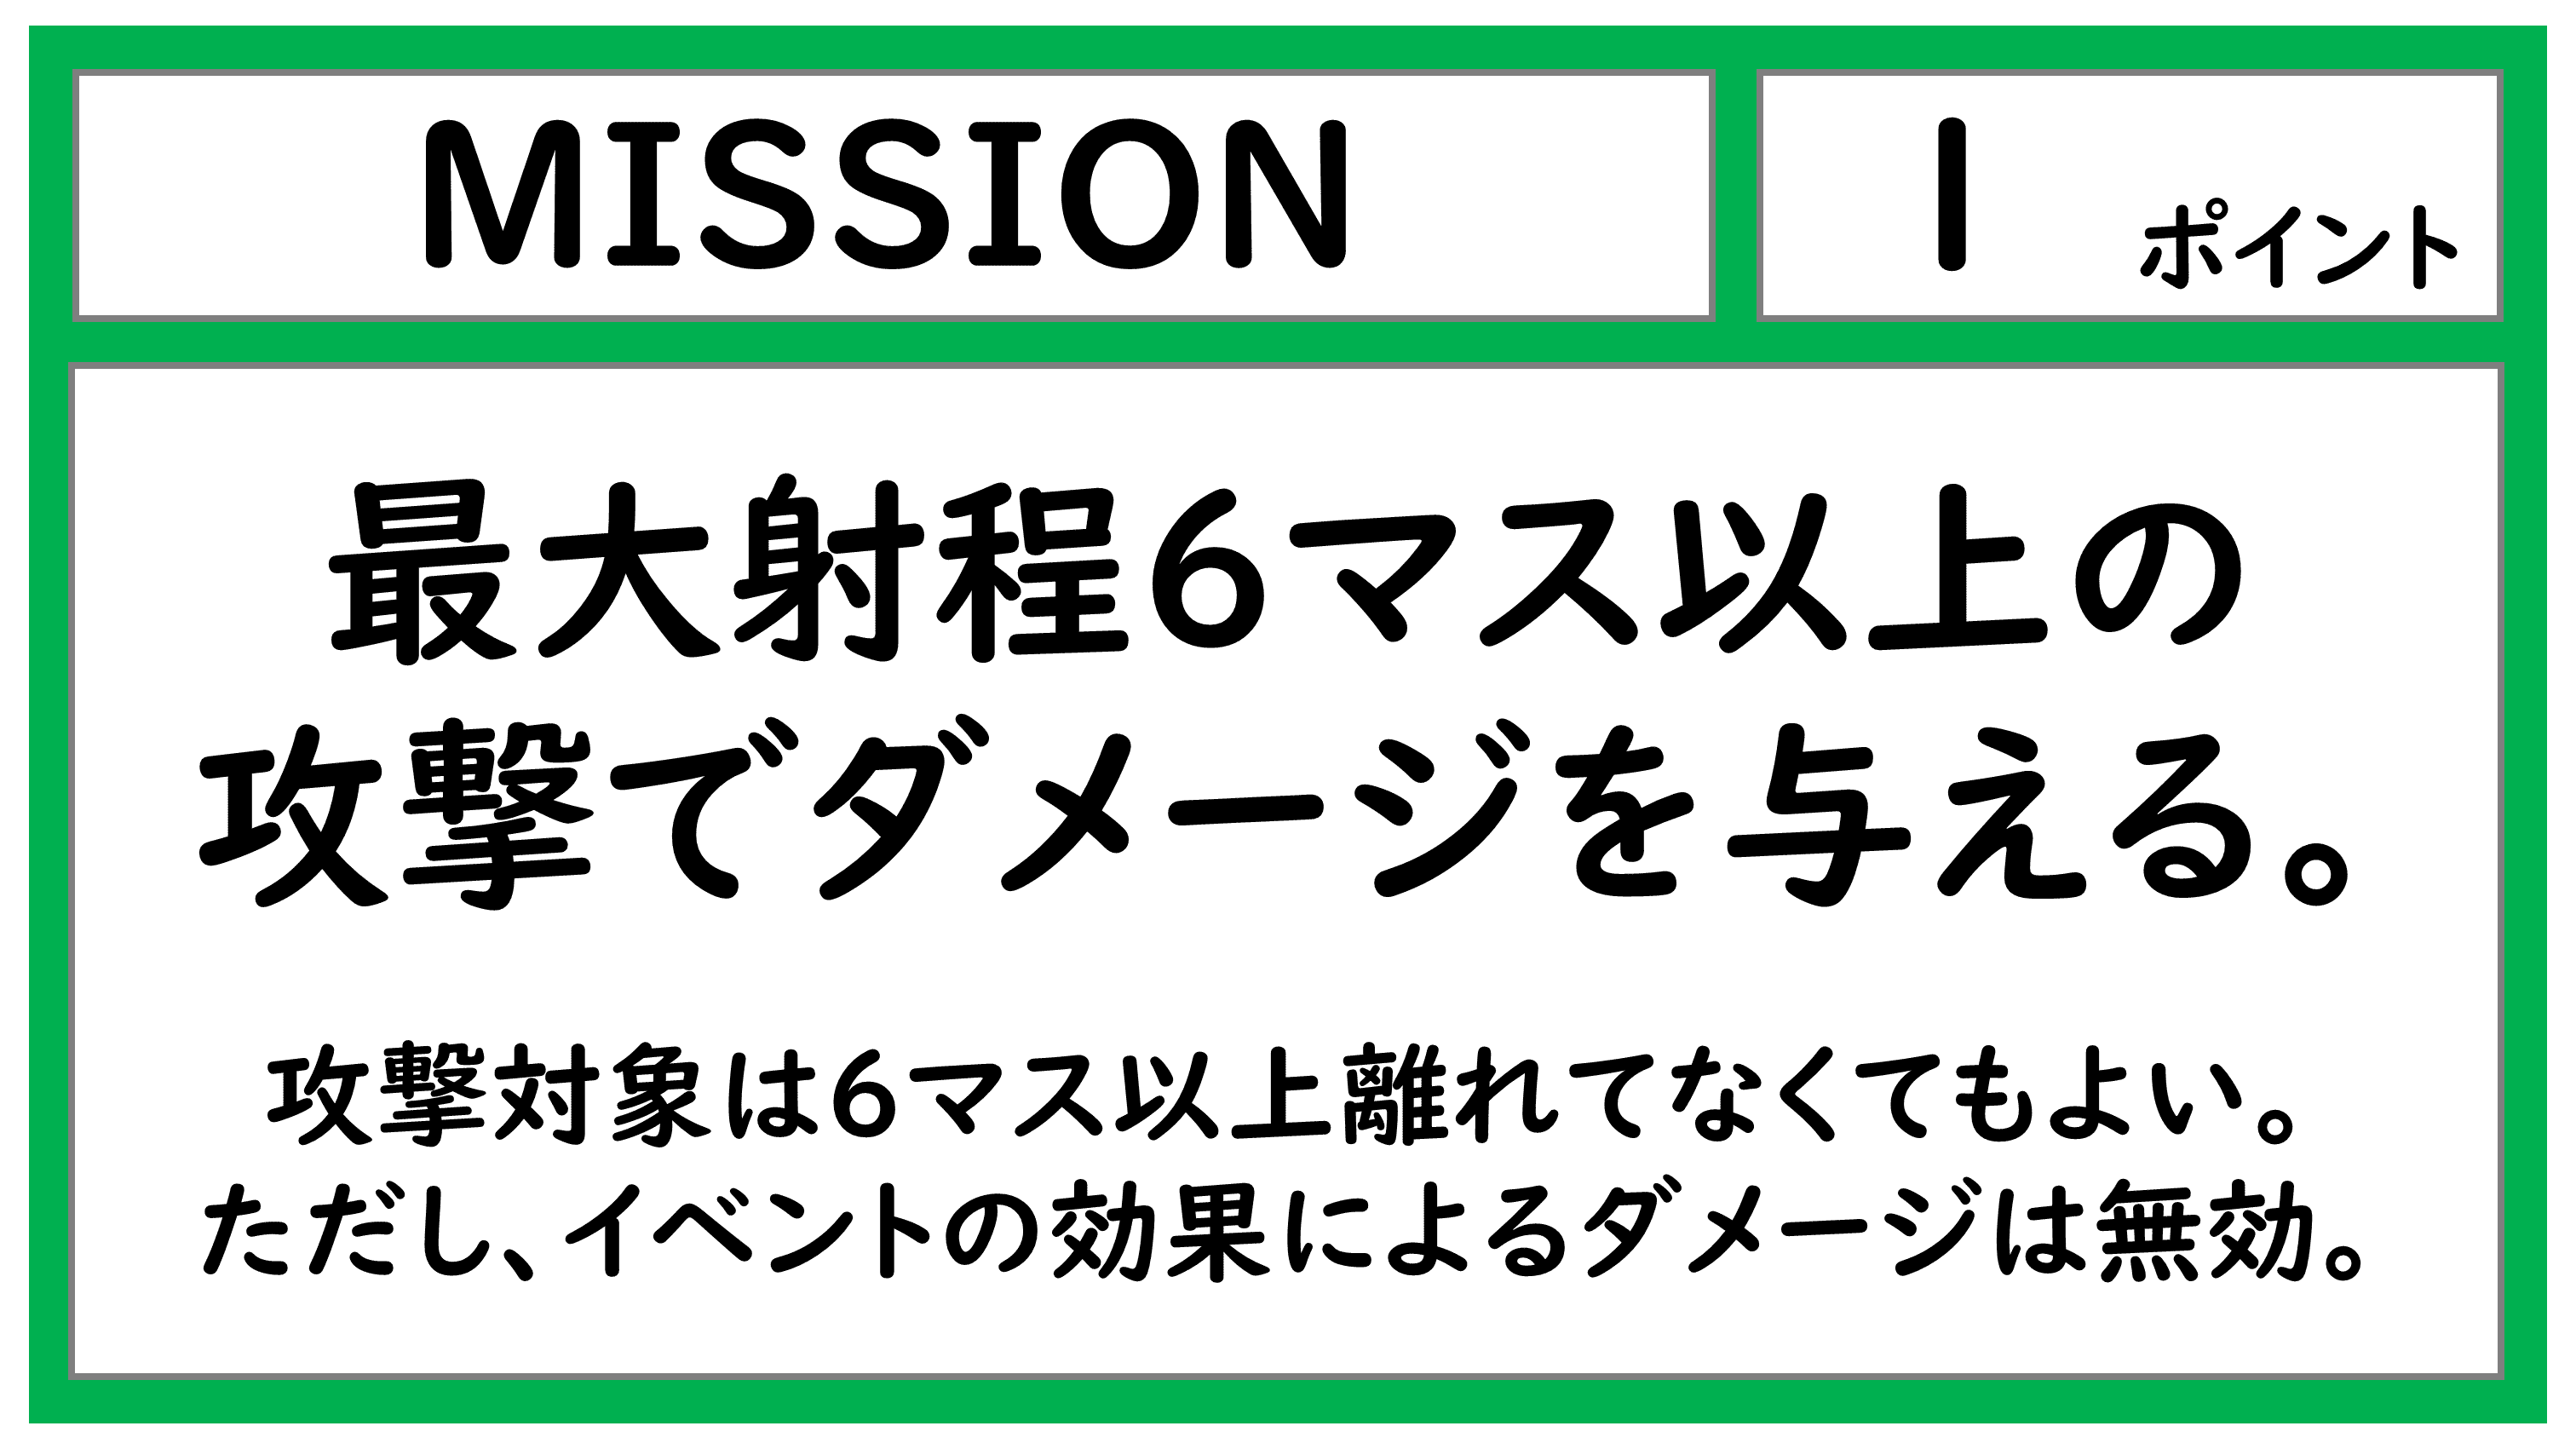 MISSION
1 ポイント
最大射程6マス以上の
攻撃でダメージを与える。
攻撃対象は6マス以上離れてなくてもよい。
ただし、イベントの効果によるダメージは無効。